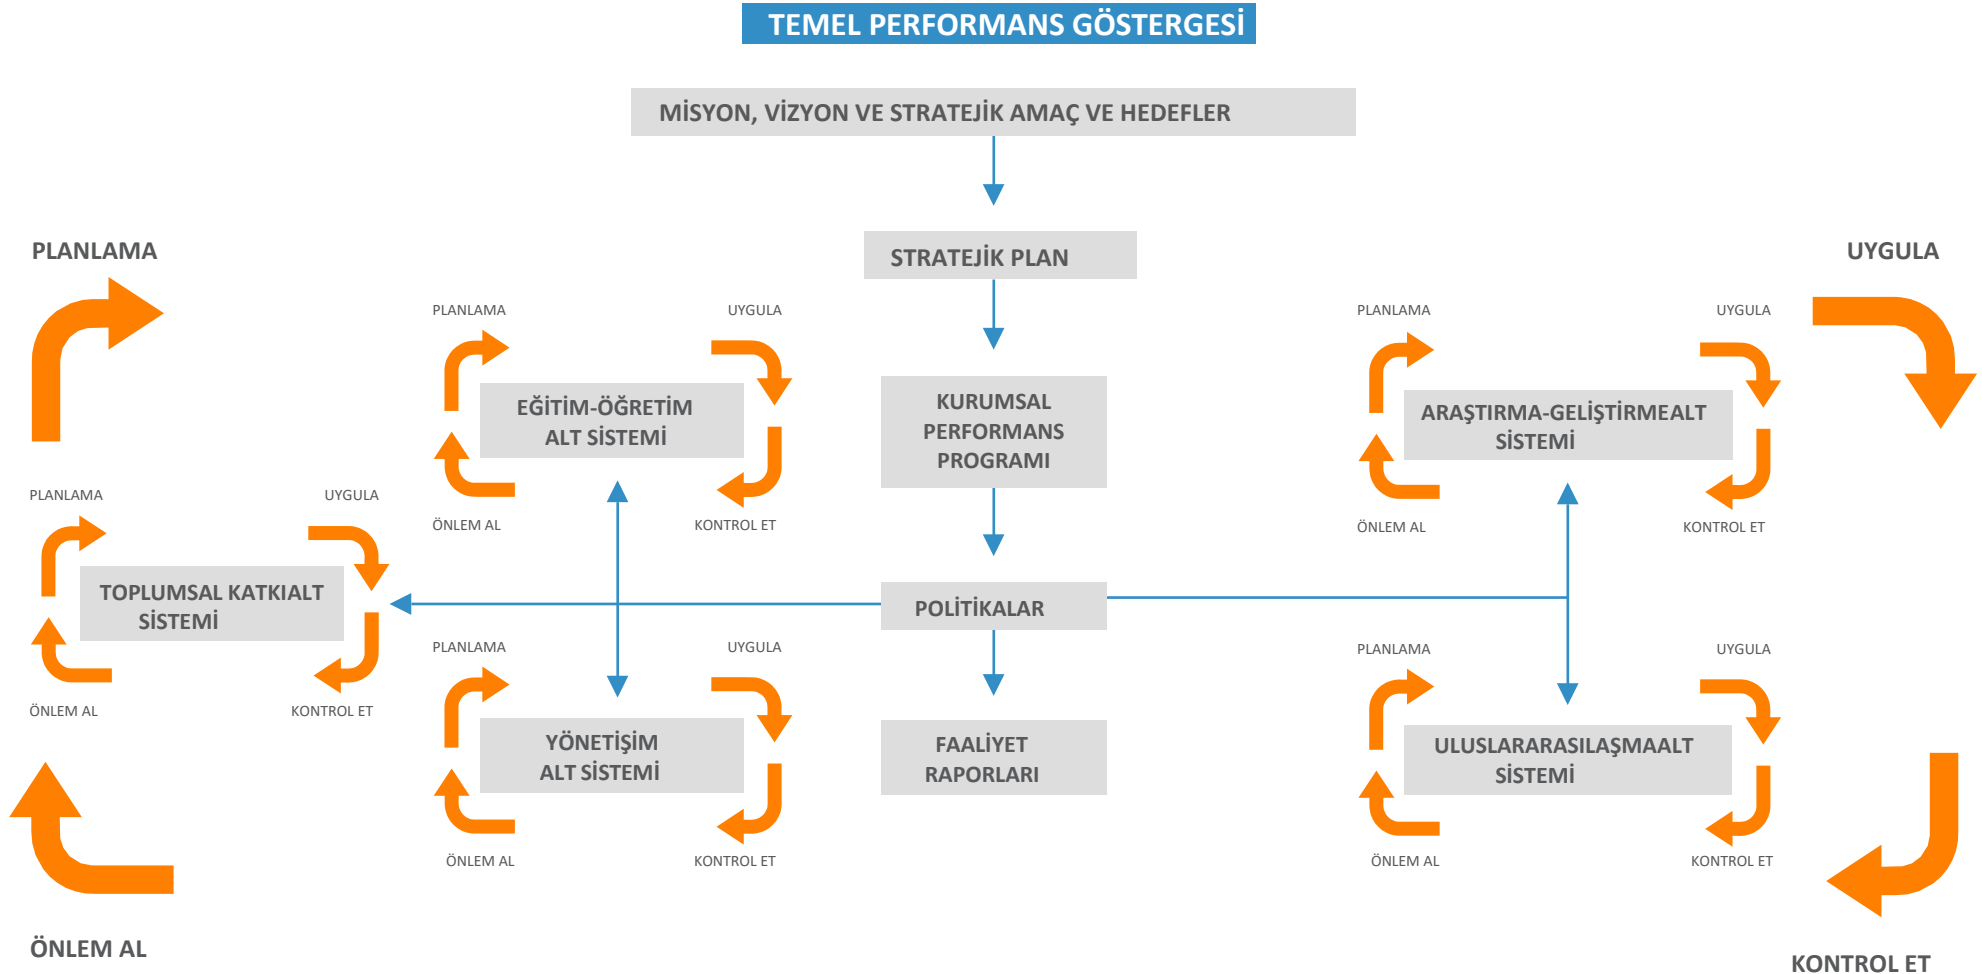 TEMEL PERFORMANS GÖSTERGESİ
MİSYON, VİZYON VE STRATEJİK AMAÇ VE HEDEFLER
PLANLAMA
STRATEJİK PLAN
UYGULA
PLANLAMA
UYGULA
EĞİTİM-ÖĞRETİM
ALT SİSTEMİ
ÖNLEM AL
KONTROL ET
KURUMSAL
PERFORMANS
PROGRAMI
PLANLAMA
UYGULA
ARAŞTIRMA-GELİŞTİRMEALT
SİSTEMİ
ÖNLEM AL
KONTROL ET
PLANLAMA
UYGULA
TOPLUMSAL KATKIALT
SİSTEMİ
ÖNLEM AL
KONTROL ET
POLİTİKALAR
PLANLAMA
UYGULA
YÖNETİŞİM
ALT SİSTEMİ
ÖNLEM AL
KONTROL ET
FAALİYET
RAPORLARI
PLANLAMA
UYGULA
ULUSLARARASILAŞMAALT
SİSTEMİ
ÖNLEM AL
KONTROL ET
ÖNLEM AL
KONTROL ET